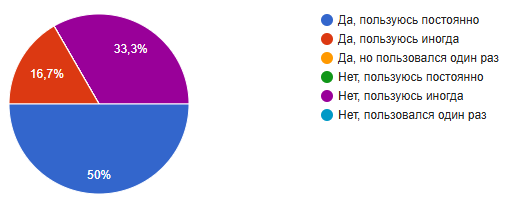 33,3%
16,7%
50%
Да, пользуюсь постоянно
Да, пользуюсь иногда
Да, но пользовался один раз
Нет, пользуюсь постоянно
Нет, пользуюсь иногда
Нет, пользовался один раз